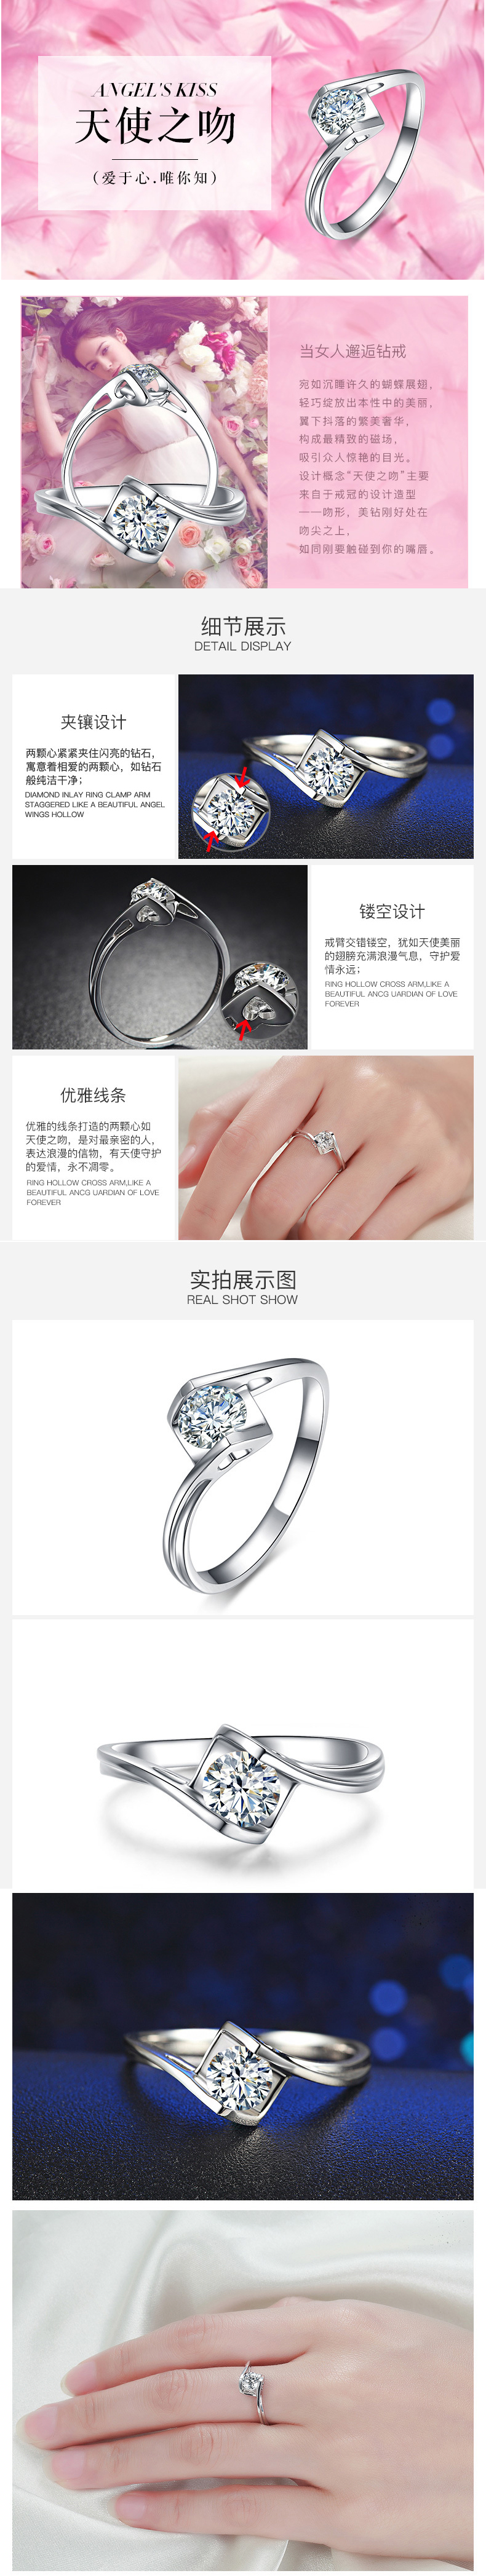 ANGEL'S KISS
天使之吻
（爱于心.唯你知）
当女人邂逅钻戒
宛如沉睡许久的蝴蝶展翅，
轻巧绽放出本性中的美丽，
翼下抖落的繁美奢华，
构成最精致的磁场，
吸引众人惊艳的目光。
设计概念“天使之吻”主要
来自于戒冠的设计造型
——吻形，美钻刚好处在
吻尖之上，
如同刚要触碰到你的嘴唇。
细节展示
DETAIL DISPLAY
夹镶设计
两颗心紧紧夹住闪亮的钻石，
寓意着相爱的两颗心，如钻石
般纯洁干净；
DIAMOND INLAY RING CLAMP ARM
STAGGERED LIKE A BEAUTIFUL ANGEL
WINGS HOLLOW
镂空设计
戒臂交错镂空，犹如天使美丽
的翅膀充满浪漫气息，守护爱
情永远；
RING HOLLOW CROSS ARM,LIKE A
BEAUTIFUL ANCG UARDIAN OF LOVE
FOREVER
优雅线条
优雅的线条打造的两颗心如
天使之吻，是对最亲密的人，
表达浪漫的信物，有天使守护
的爱情，永不凋零。
RING HOLLOW CROSS ARM,LIKE A
BEAUTIFUL ANCG UARDIAN OF LOVE
FOREVER
实拍展示图
REAL SHOT SHOW